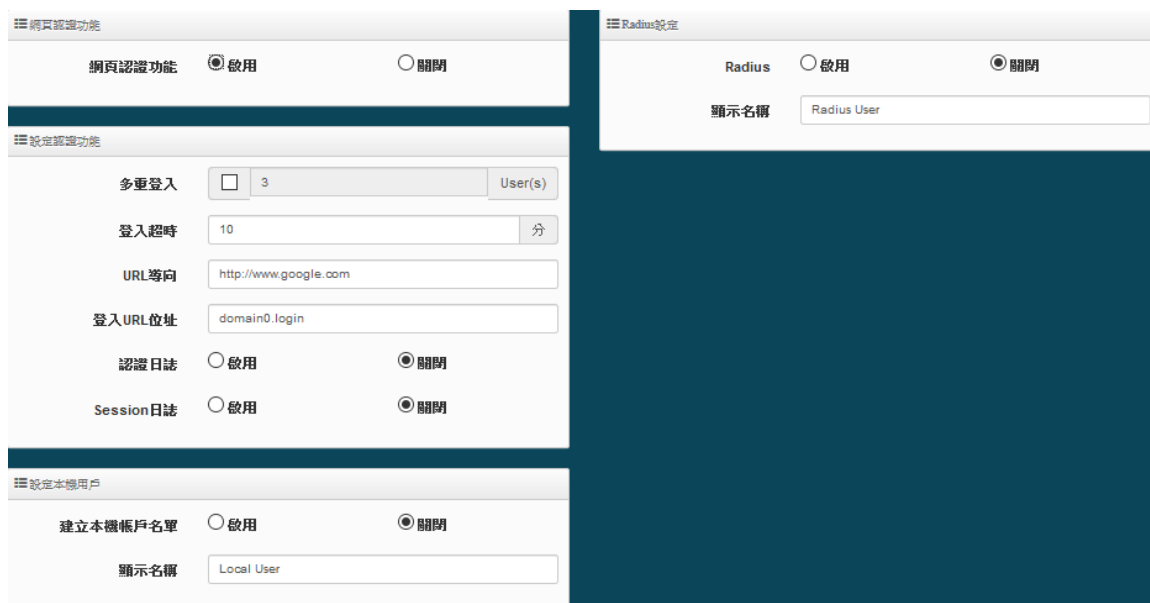 網頁認證功能
網頁認證功能 啟用 關閉
設定認證功能
多重登入 3 User(s)
登入超時 10 分
URL導向 http://www.google.com
登入URL位址 domain0.login
認證日誌 啟用 關閉
Session日誌 啟用 關閉
設定本機用戶
建立本機帳戶名單 啟用 關閉
顯示名稱 Local User
Radius設定
Radius 啟用 關閉
顯示名稱 Radius User